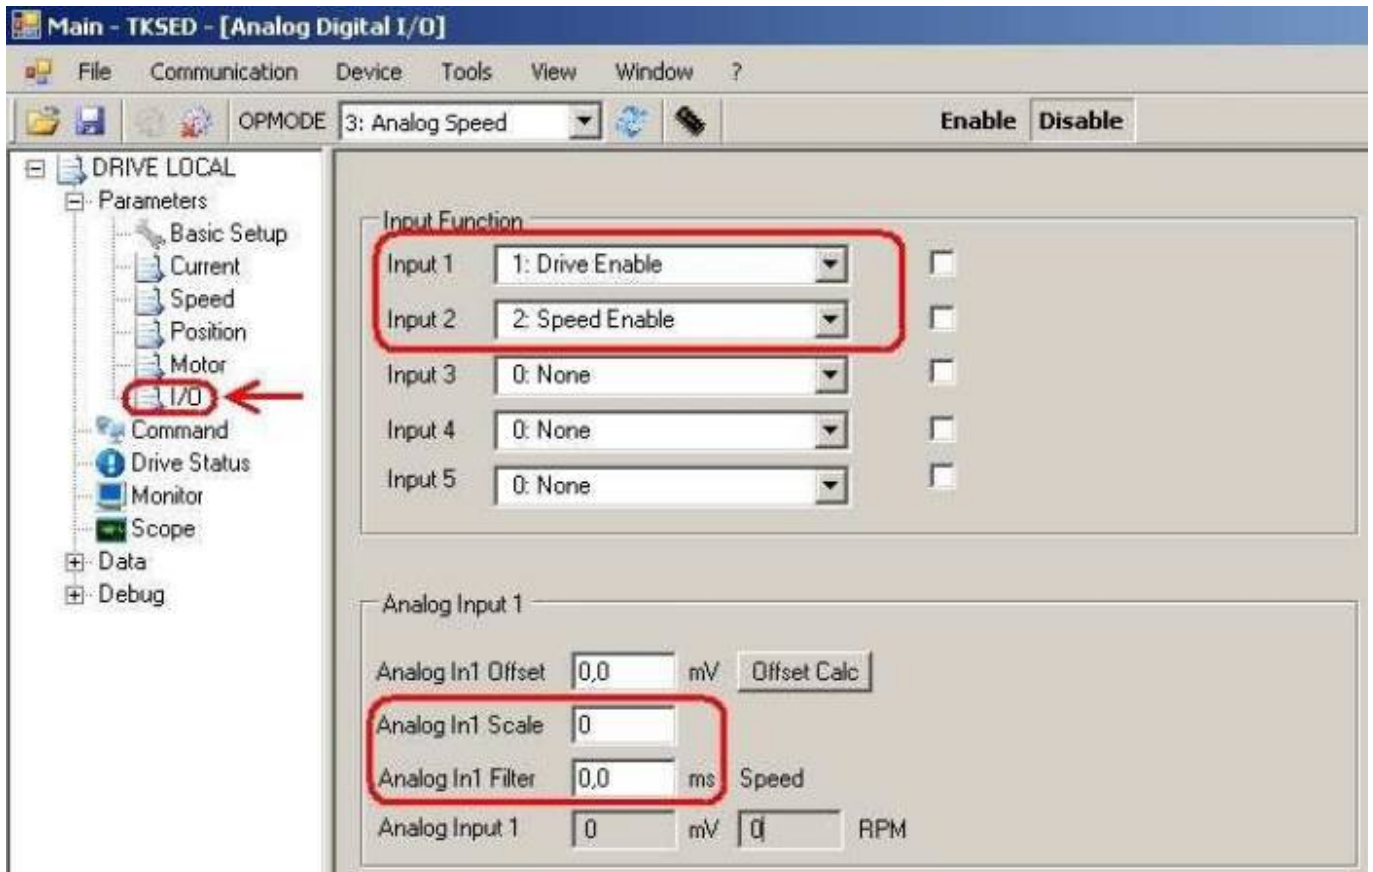 Main - TKSED - [Analog Digital I/O]
File Communication Device Tools View Window ?
OPMODE 3: Analog Speed Enable Disable
DRIVE LOCAL
Parameters
Basic Setup
Current
Speed
Position
Motor
I/O
Command
Drive Status
Monitor
Scope
Data
Debug
Input Function
Input 1 1: Drive Enable
Input 2 2: Speed Enable
Input 3 0: None
Input 4 0: None
Input 5 0: None
Analog Input 1
Analog In1 Offset 0,0 mV Offset Calc
Analog In1 Scale 0
Analog In1 Filter 0,0 ms Speed
Analog Input 1 0 mV 0 RPM